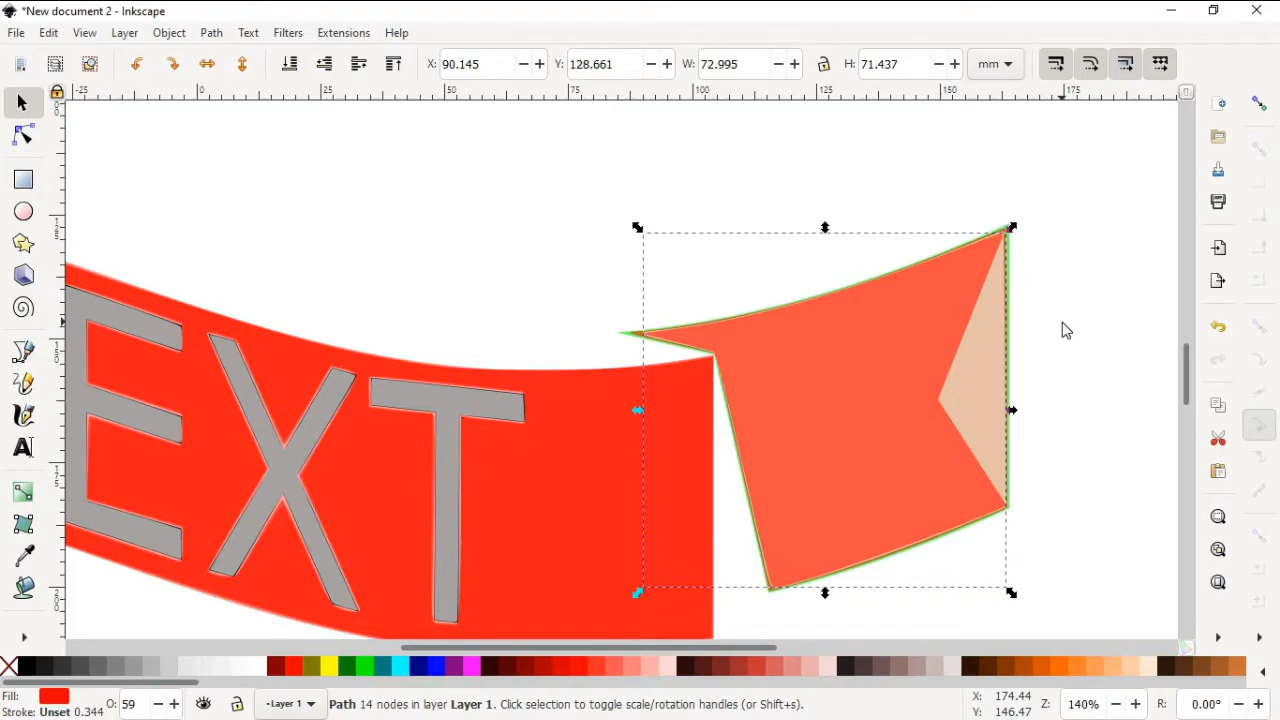 *New document 2 - Inkscape
File Edit View Layer Object Path Text Filters Extensions Help
X: 90.145 Y: 128.661 W: 72.995 H: 71.437 mm
-25 0 25 50 75 100 125 150 175
EXT
Fill: O: 59 Layer 1 Path 14 nodes in layer Layer 1. Click selection to toggle scale/rotation handles (or Shift+s). X: 174.44 Z: 140% R: 0.00°
Stroke: Unset 0.344 Y: 146.47